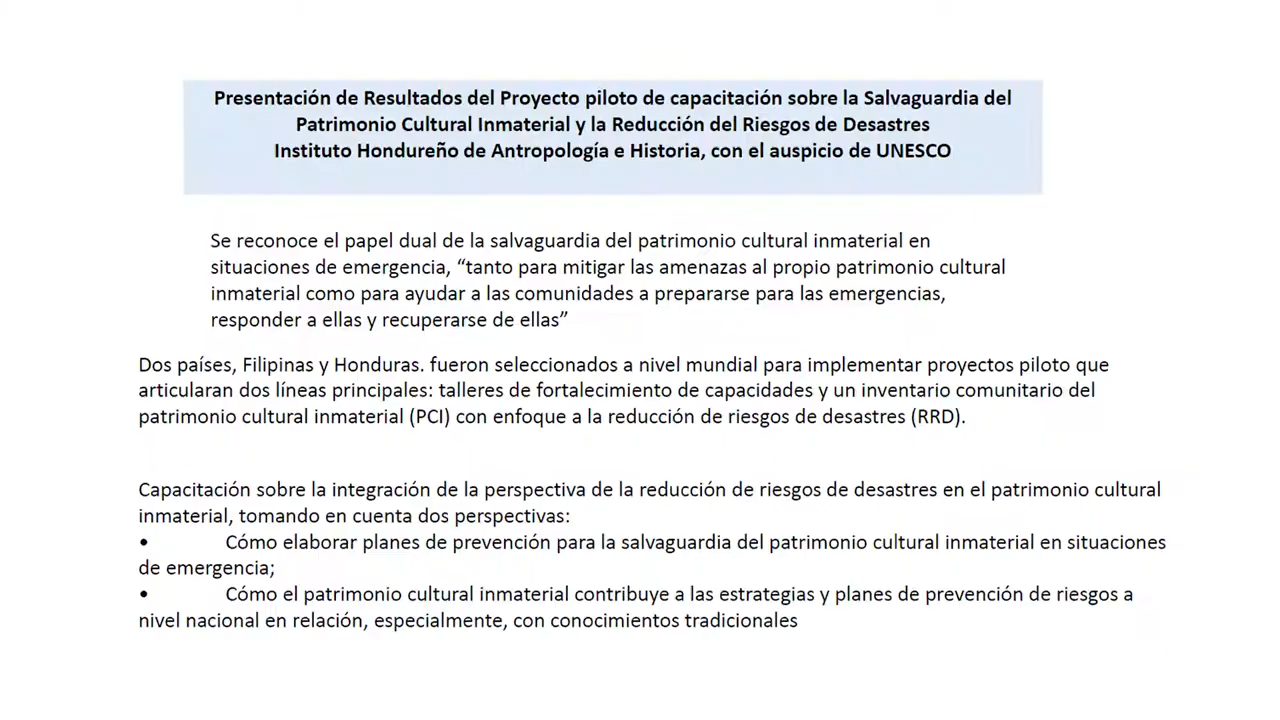 Presentación de Resultados del Proyecto piloto de capacitación sobre la Salvaguardia del
Patrimonio Cultural Inmaterial y la Reducción del Riesgos de Desastres
Instituto Hondureño de Antropología e Historia, con el auspicio de UNESCO
Se reconoce el papel dual de la salvaguardia del patrimonio cultural inmaterial en
situaciones de emergencia, “tanto para mitigar las amenazas al propio patrimonio cultural
inmaterial como para ayudar a las comunidades a prepararse para las emergencias,
responder a ellas y recuperarse de ellas”
Dos países, Filipinas y Honduras. fueron seleccionados a nivel mundial para implementar proyectos piloto que
articularan dos líneas principales: talleres de fortalecimiento de capacidades y un inventario comunitario del
patrimonio cultural inmaterial (PCI) con enfoque a la reducción de riesgos de desastres (RRD).
Capacitación sobre la integración de la perspectiva de la reducción de riesgos de desastres en el patrimonio cultural
inmaterial, tomando en cuenta dos perspectivas:
• Cómo elaborar planes de prevención para la salvaguardia del patrimonio cultural inmaterial en situaciones
de emergencia;
• Cómo el patrimonio cultural inmaterial contribuye a las estrategias y planes de prevención de riesgos a
nivel nacional en relación, especialmente, con conocimientos tradicionales